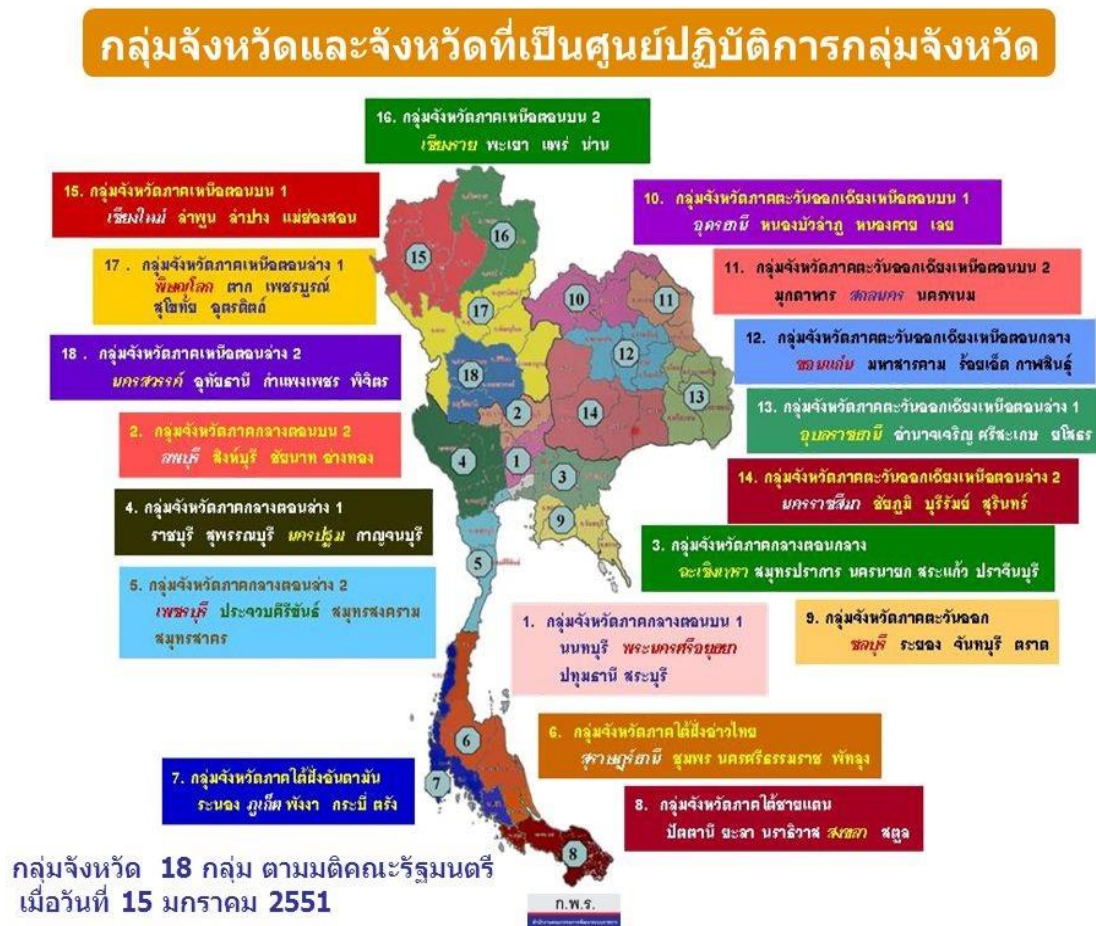 กลุ่มจังหวัดและจังหวัดที่เป็นศูนย์ปฏิบัติการกลุ่มจังหวัด
16. กลุ่มจังหวัดภาคเหนือตอนบน 2
เชียงราย พะเยา แพร่ น่าน
15. กลุ่มจังหวัดภาคเหนือตอนบน 1
เชียงใหม่ ลำพูน ลำปาง แม่ฮ่องสอน
10. กลุ่มจังหวัดภาคตะวันออกเฉียงเหนือตอนบน 1
อุดรธานี หนองบัวลำภู หนองคาย เลย
17 . กลุ่มจังหวัดภาคเหนือตอนล่าง 1
พิษณุโลก ตาก เพชรบูรณ์
สุโขทัย อุตรดิตถ์
11. กลุ่มจังหวัดภาคตะวันออกเฉียงเหนือตอนบน 2
มุกดาหาร สกลนคร นครพนม
18 . กลุ่มจังหวัดภาคเหนือตอนล่าง 2
นครสวรรค์ อุทัยธานี กำแพงเพชร พิจิตร
12. กลุ่มจังหวัดภาคตะวันออกเฉียงเหนือตอนกลาง
ขอนแก่น มหาสารคาม ร้อยเอ็ด กาฬสินธุ์
2. กลุ่มจังหวัดภาคกลางตอนบน 2
ลพบุรี สิงห์บุรี ชัยนาท อ่างทอง
13. กลุ่มจังหวัดภาคตะวันออกเฉียงเหนือตอนล่าง 1
อุบลราชธานี อำนาจเจริญ ศรีสะเกษ ยโสธร
4. กลุ่มจังหวัดภาคกลางตอนล่าง 1
ราชบุรี สุพรรณบุรี นครปฐม กาญจนบุรี
14. กลุ่มจังหวัดภาคตะวันออกเฉียงเหนือตอนล่าง 2
นครราชสีมา ชัยภูมิ บุรีรัมย์ สุรินทร์
5. กลุ่มจังหวัดภาคกลางตอนล่าง 2
เพชรบุรี ประจวบคีรีขันธ์ สมุทรสงคราม
สมุทรสาคร
3. กลุ่มจังหวัดภาคกลางตอนกลาง
ฉะเชิงเทรา สมุทรปราการ นครนายก สระแก้ว ปราจีนบุรี
1. กลุ่มจังหวัดภาคกลางตอนบน 1
นนทบุรี พระนครศรีอยุธยา
ปทุมธานี สระบุรี
9. กลุ่มจังหวัดภาคตะวันออก
ชลบุรี ระยอง จันทบุรี ตราด
6. กลุ่มจังหวัดภาคใต้ฝั่งอ่าวไทย
สุราษฎร์ธานี ชุมพร นครศรีธรรมราช พัทลุง
7. กลุ่มจังหวัดภาคใต้ฝั่งอันดามัน
ระนอง ภูเก็ต พังงา กระบี่ ตรัง
8. กลุ่มจังหวัดภาคใต้ชายแดน
ปัตตานี ยะลา นราธิวาส สงขลา สตูล
16
15
17
10
11
12
18
2
14
13
4
1
3
9
5
6
7
8
กลุ่มจังหวัด 18 กลุ่ม ตามมติคณะรัฐมนตรี
เมื่อวันที่ 15 มกราคม 2551
ก.พ.ร.